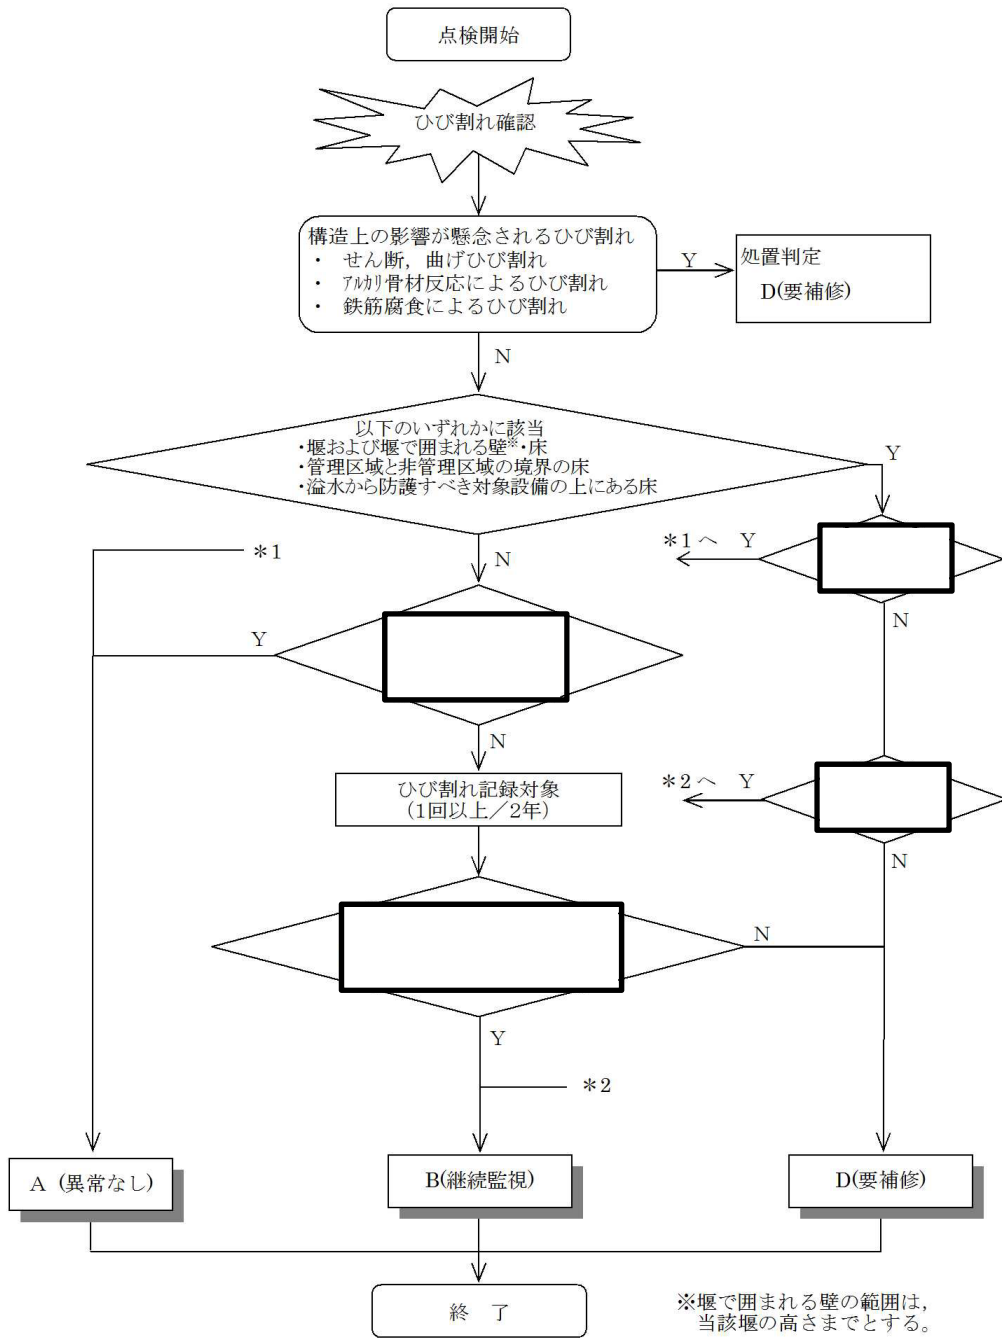 点検開始
ひび割れ確認
構造上の影響が懸念されるひび割れ
・ せん断，曲げひび割れ
・ ｱﾙｶﾘ骨材反応によるひび割れ
・ 鉄筋腐食によるひび割れ
Y
処置判定
D(要補修)
N
以下のいずれかに該当
・堰および堰で囲まれる壁※・床
・管理区域と非管理区域の境界の床
・溢水から防護すべき対象設備の上にある床
Y
＊1へ Y
N
＊1
N
Y
N
ひび割れ記録対象
（1回以上／2年）
＊2へ Y
N
N
Y
＊2
A (異常なし)
B(継続監視)
D(要補修)
終 了
※堰で囲まれる壁の範囲は，
当該堰の高さまでとする。